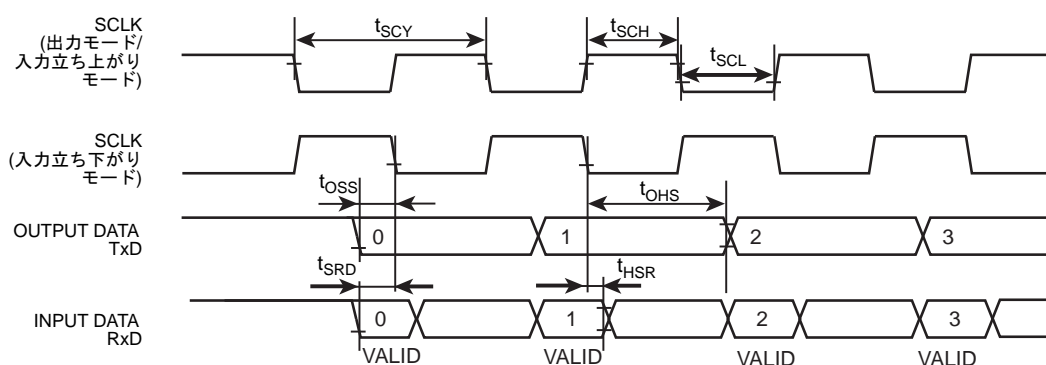 SCLK
(出力モード/
入力立ち上がり
モード)
tSCY
tSCH
tSCL
SCLK
(入力立ち下がり
モード)
tOSS
tOHS
OUTPUT DATA
TxD
0
1
2
3
tSRD
tHSR
INPUT DATA
RxD
0
1
2
3
VALID
VALID
VALID
VALID